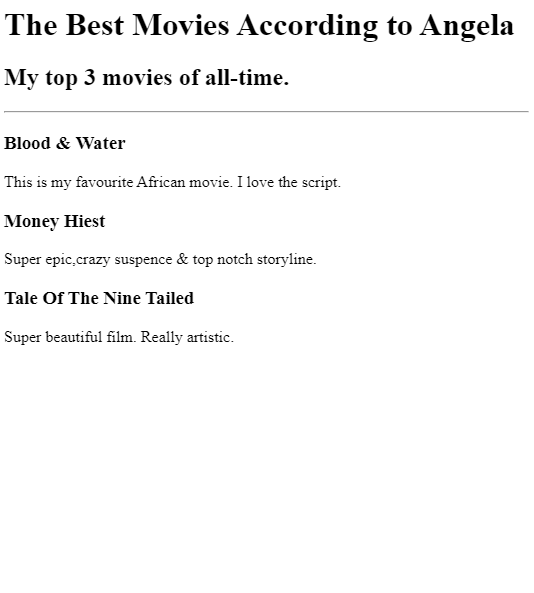 The Best Movies According to Angela
My top 3 movies of all-time.
Blood & Water
This is my favourite African movie. I love the script.
Money Hiest
Super epic,crazy suspence & top notch storyline.
Tale Of The Nine Tailed
Super beautiful film. Really artistic.